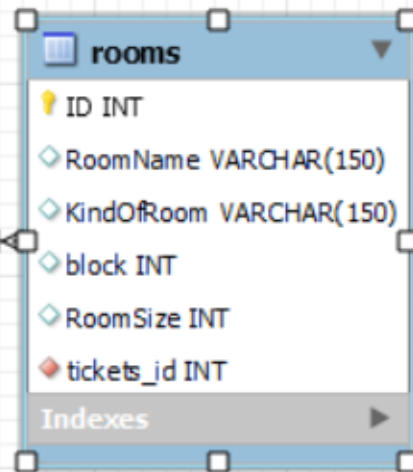 rooms
ID INT
RoomName VARCHAR(150)
KindOfRoom VARCHAR(150)
block INT
RoomSize INT
tickets_id INT
Indexes